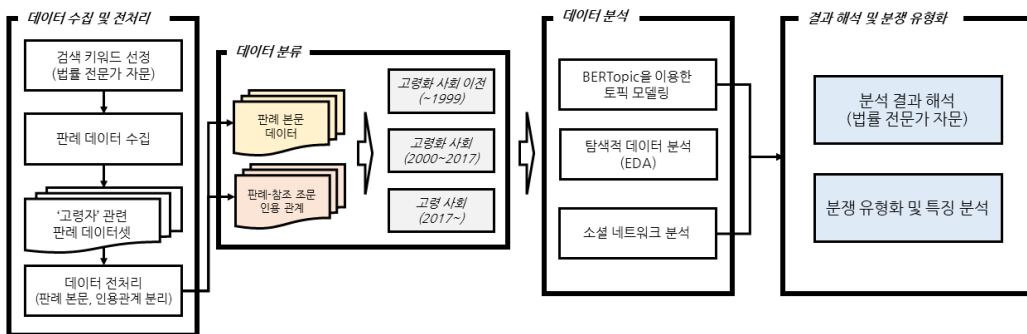 데이터 수집 및 전처리
검색 키워드 선정
(법률 전문가 자문)
판례 데이터 수집
‘고령자’ 관련
판례 데이터셋
데이터 전처리
(판례 본문, 인용관계 분리)
데이터 분류
판례 본문
데이터
판례-참조 조문
인용 관계
고령화 사회 이전
(~1999)
고령화 사회
(2000~2017)
고령 사회
(2017~)
데이터 분석
BERTopic을 이용한
토픽 모델링
탐색적 데이터 분석
(EDA)
소셜 네트워크 분석
결과 해석 및 분쟁 유형화
분석 결과 해석
(법률 전문가 자문)
분쟁 유형화 및 특징 분석